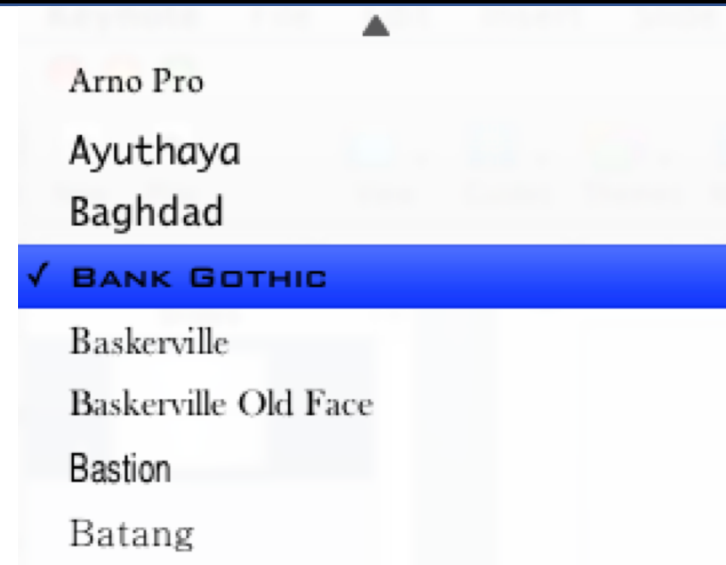 Arno Pro
Ayuthaya
Baghdad
✓ Bank Gothic
Baskerville
Baskerville Old Face
Bastion
Batang